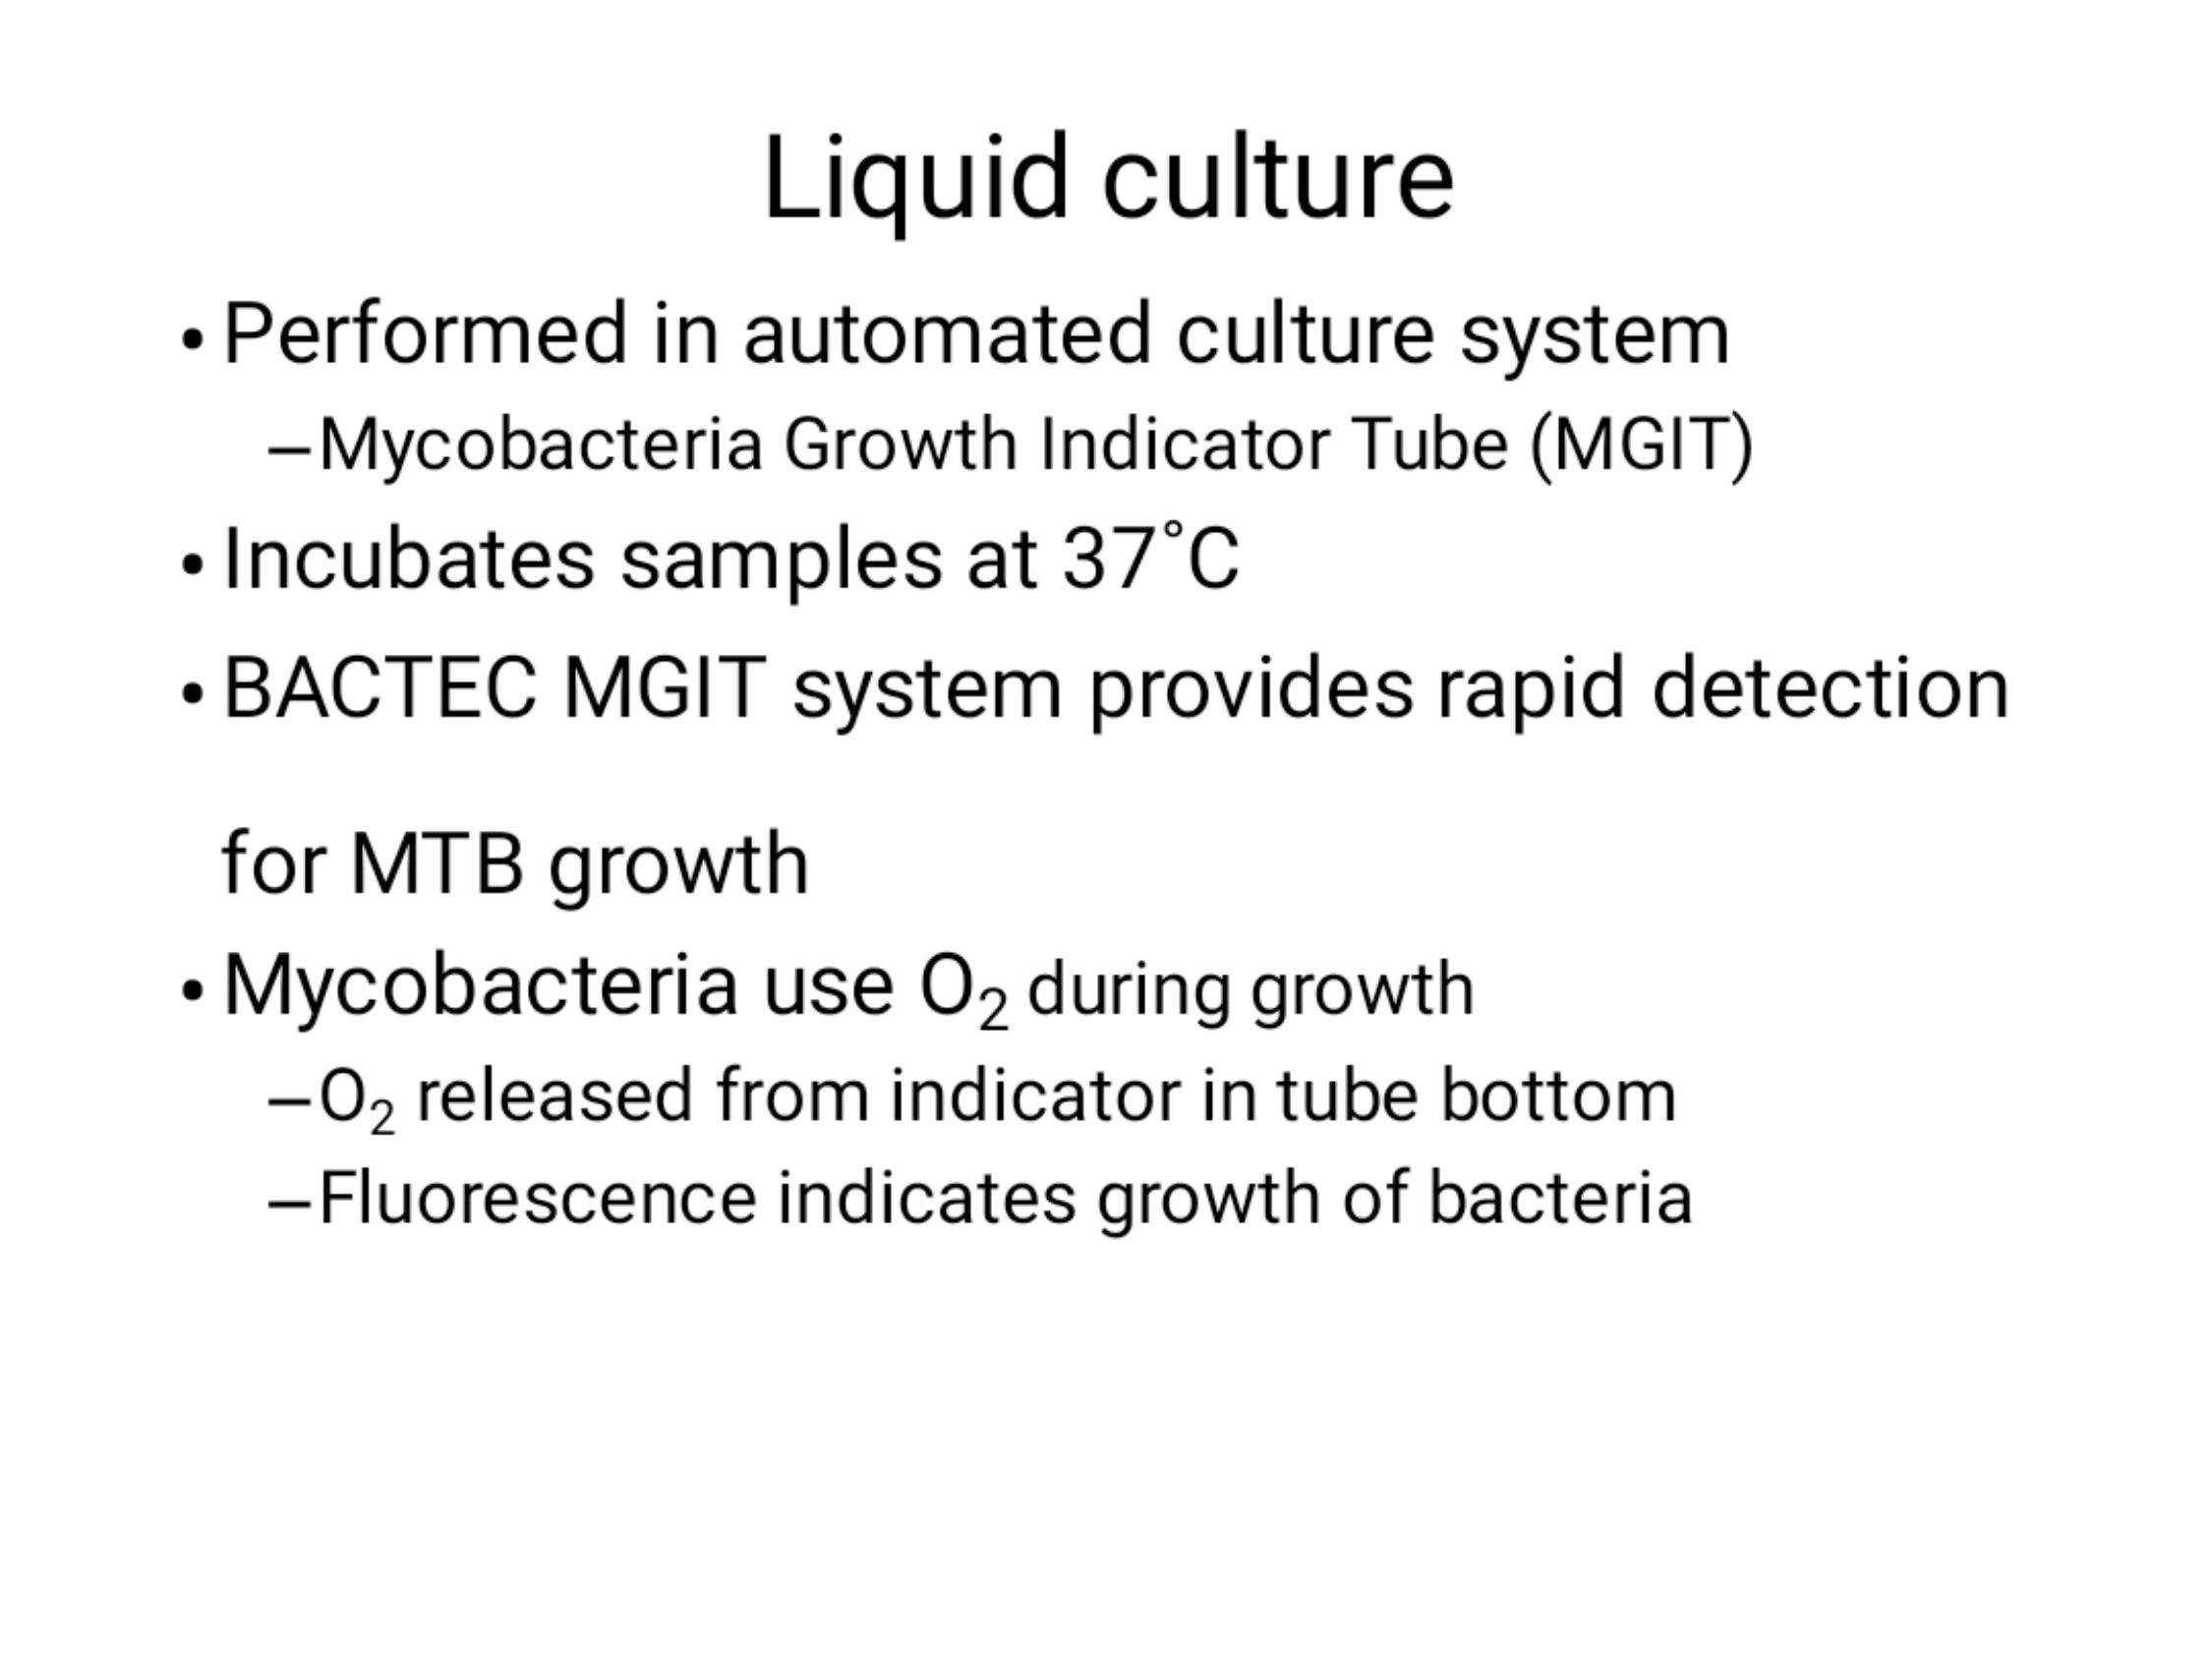 Liquid culture
• Performed in automated culture system
–Mycobacteria Growth Indicator Tube (MGIT)
• Incubates samples at 37˚C
• BACTEC MGIT system provides rapid detection
for MTB growth
• Mycobacteria use O₂ during growth
–O₂ released from indicator in tube bottom
–Fluorescence indicates growth of bacteria